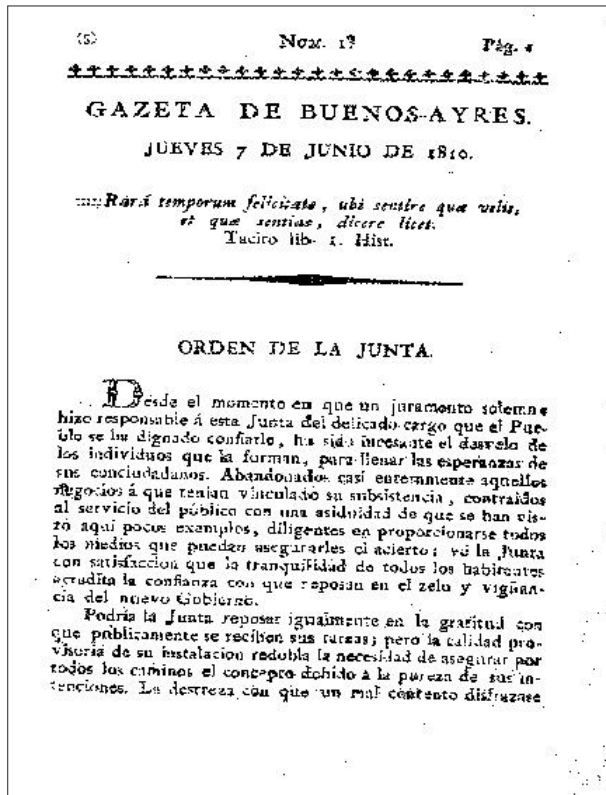 (5) Num. 1º Pág. 1
GAZETA DE BUENOS-AYRES.
JUEVES 7 DE JUNIO DE 1810.
Rará temporum felicitate, ubi sentire quæ velis,
et quæ sentias, dicere licet.
Tacito lib. 1. Hist.
ORDEN DE LA JUNTA.
Desde el momento en que un juramento solemne
hizo responsable á esta Junta del delicado cargo que el Pue-
blo se ha dignado confiarle, ha sido incesante el desvelo de
los individuos que la forman, para llenar las esperanzas de
sus conciudadanos. Abandonados casi enteramente aquellos
negocios á que tenian vinculado su subsistencia, contraidos
al servicio del público con una asiduidad de que se han vis-
to aquí pocos exemplos, diligentes en proporcionarse todos
los medios que puedan asegurarles el acierto; vé la Junta
con satisfaccion que la tranquilidad de todos los habitantes
acredita la confianza con que reposan en el zelo y vigilan-
cia del nuevo Gobierno.
Podría la Junta reposar igualmente en la gratitud con
que públicamente se reciben sus tareas; pero la calidad pro-
visoria de su instalacion redobla la necesidad de asegurar por
todos los caminos el concepto debido á la pureza de sus in-
tenciones. La destreza con que un mal contento disfrazase